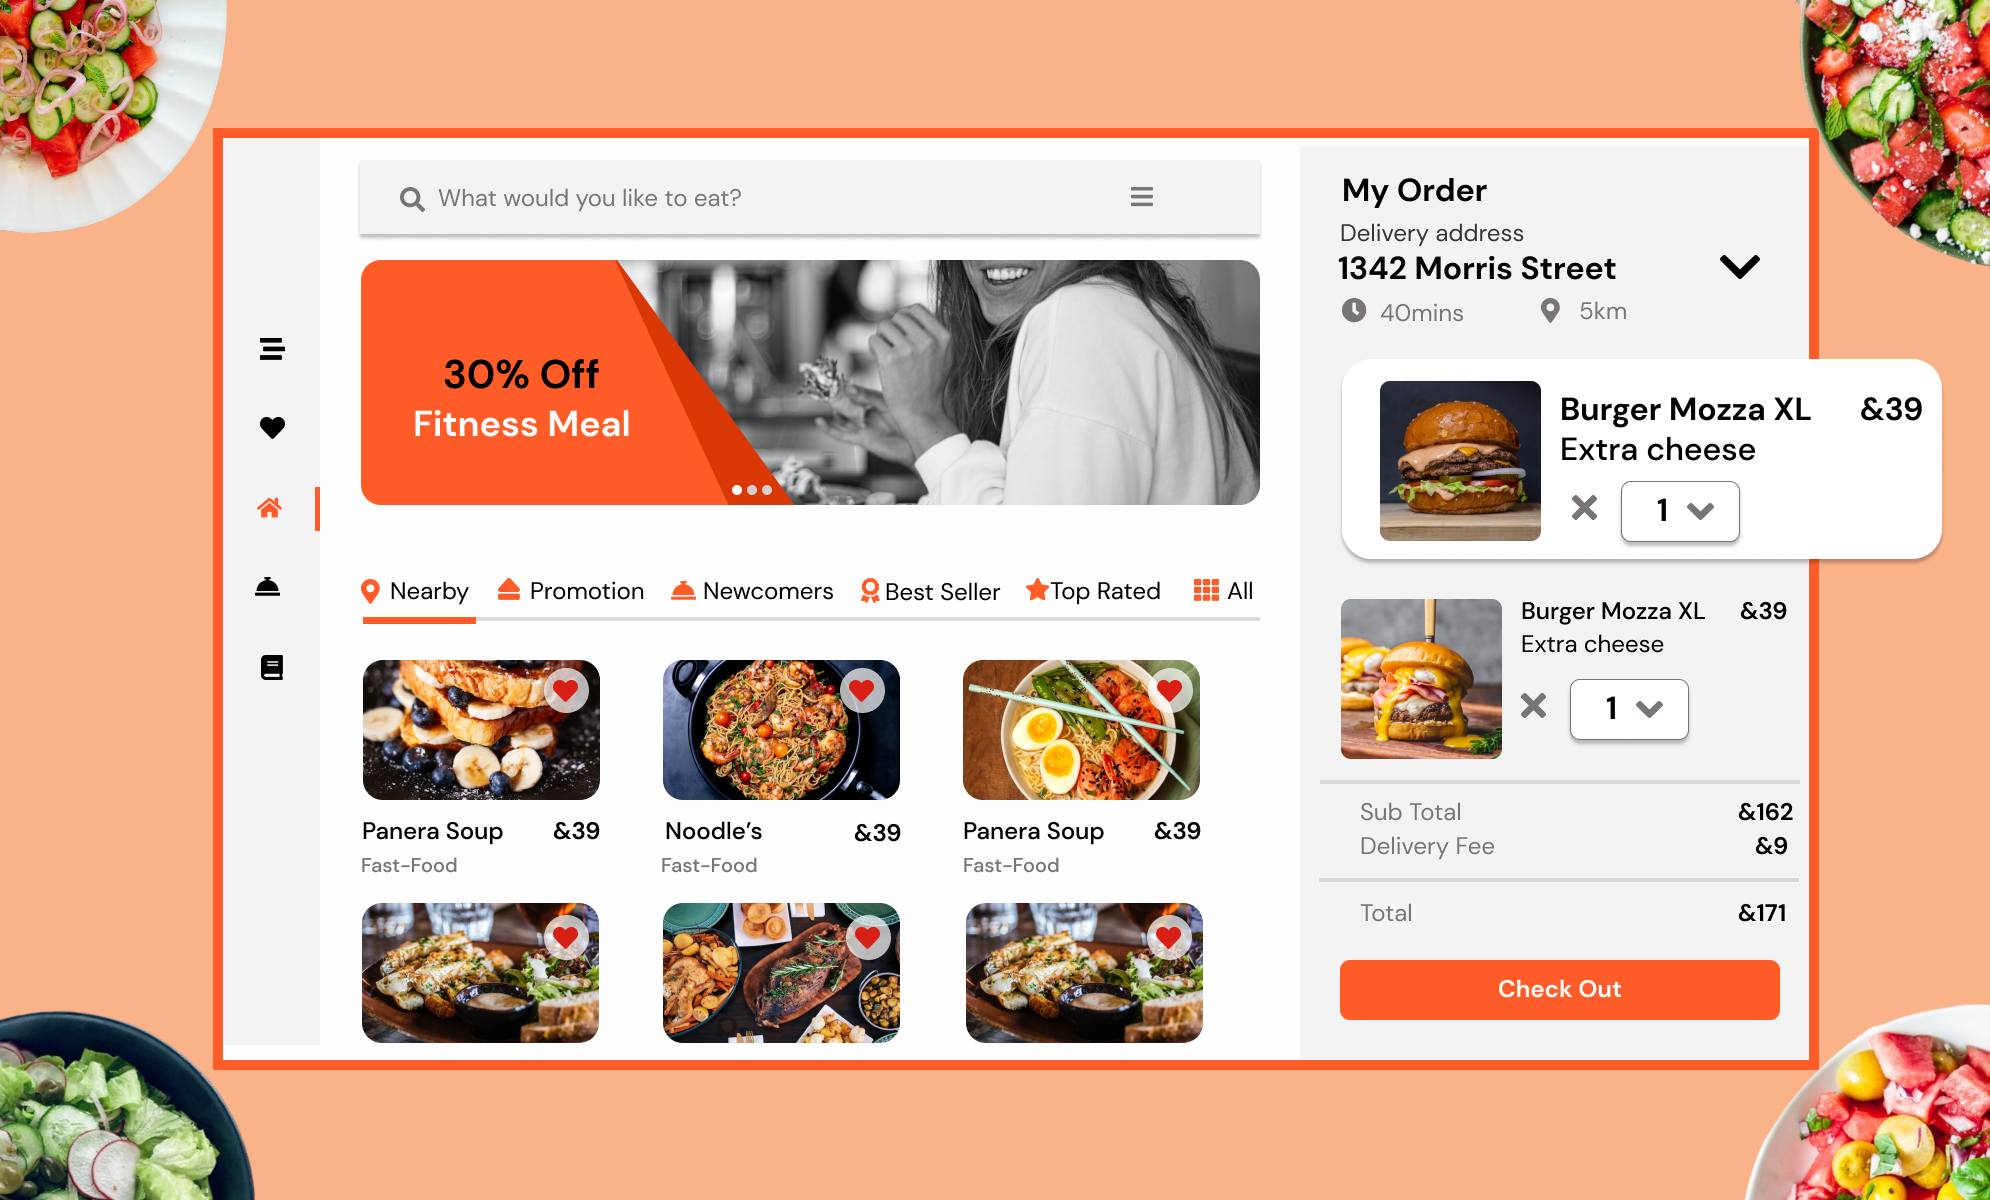 What would you like to eat?
30% Off
Fitness Meal
Nearby
Promotion
Newcomers
Best Seller
Top Rated
All
Panera Soup &39
Fast-Food
Noodle’s &39
Fast-Food
Panera Soup &39
Fast-Food
My Order
Delivery address
1342 Morris Street
40mins 5km
Burger Mozza XL &39
Extra cheese
1
Burger Mozza XL &39
Extra cheese
1
Sub Total &162
Delivery Fee &9
Total &171
Check Out